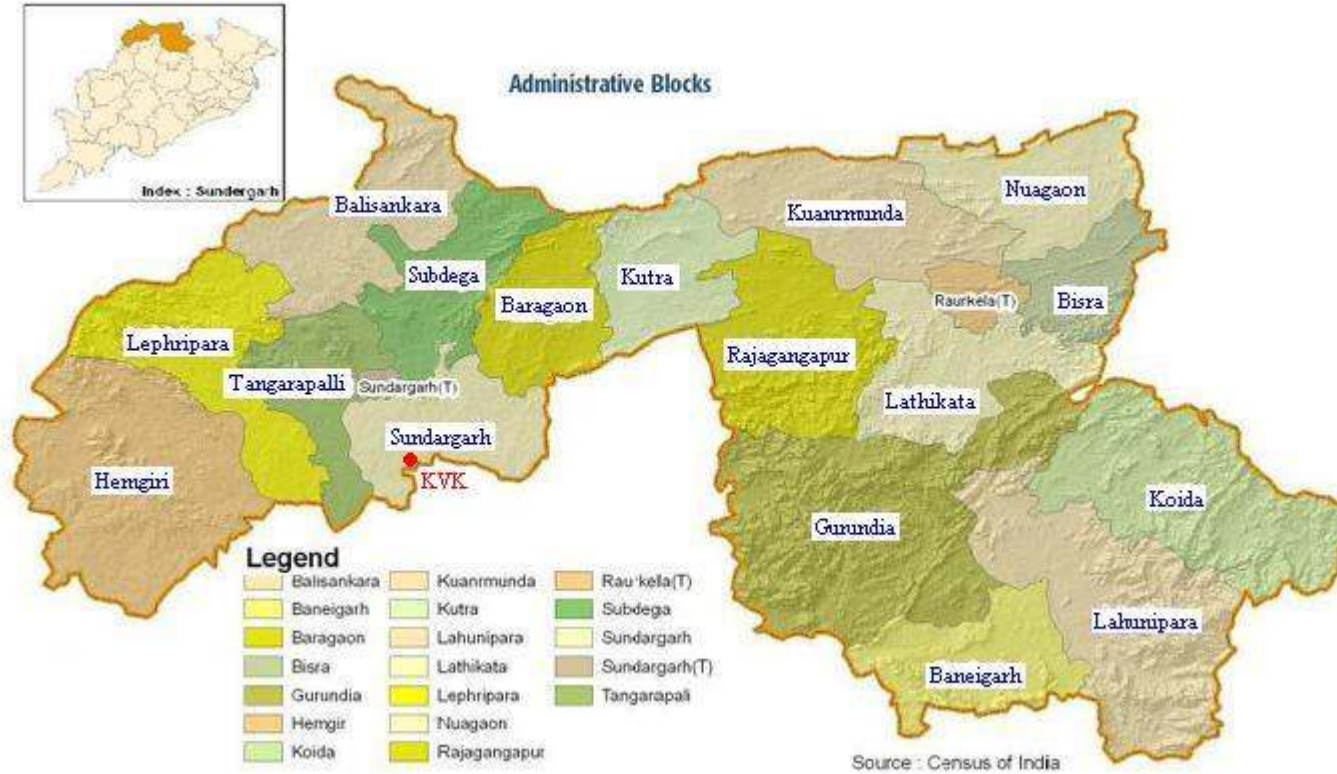 Administrative Blocks
Index : Sundergarh
Nuagaon
Balisankara
Kuanrmunda
Subdega
Kutra
Baragaon
Raurkela(T)
Bisra
Lephripara
Rajagangapur
Tangarapalli
Sundargarh(T)
Lathikata
Sundargarh
Hemgiri
KVK
Koida
Gurundia
Lahunipara
Baneigarh
Legend
Balisankara
Baneigarh
Baragaon
Bisra
Gurundia
Hemgir
Koida
Kuanrmunda
Kutra
Lahunipara
Lathikata
Lephripara
Nuagaon
Rajagangapur
Raurkella(T)
Subdega
Sundargarh
Sundargarh(T)
Tangarapali
Source : Census of India